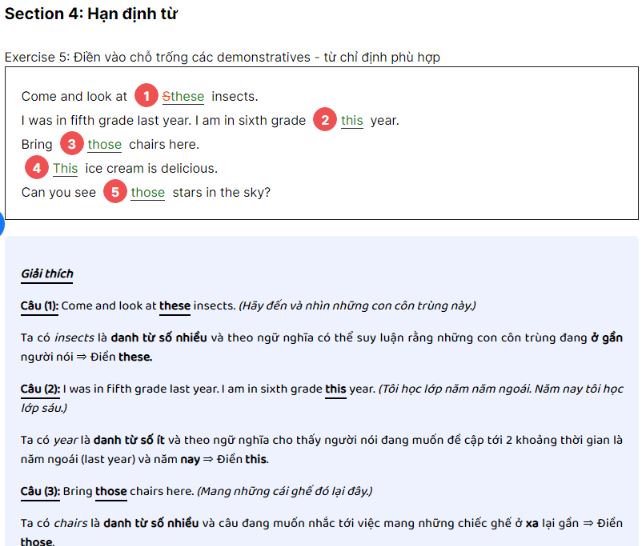 Section 4: Hạn định từ
Exercise 5: Điền vào chỗ trống các demonstratives - từ chỉ định phù hợp
Come and look at 1 Sthese insects.
I was in fifth grade last year. I am in sixth grade 2 this year.
Bring 3 those chairs here.
4 This ice cream is delicious.
Can you see 5 those stars in the sky?
Giải thích
Câu (1): Come and look at these insects. (Hãy đến và nhìn những con côn trùng này.)
Ta có insects là danh từ số nhiều và theo ngữ nghĩa có thể suy luận rằng những con côn trùng đang ở gần
người nói ⇒ Điền these.
Câu (2): I was in fifth grade last year. I am in sixth grade this year. (Tôi học lớp năm năm ngoái. Năm nay tôi học
lớp sáu.)
Ta có year là danh từ số ít và theo ngữ nghĩa cho thấy người nói đang muốn đề cập tới 2 khoảng thời gian là
năm ngoái (last year) và năm nay ⇒ Điền this.
Câu (3): Bring those chairs here. (Mang những cái ghế đó lại đây.)
Ta có chairs là danh từ số nhiều và câu đang muốn nhắc tới việc mang những chiếc ghế ở xa lại gần ⇒ Điền
those.